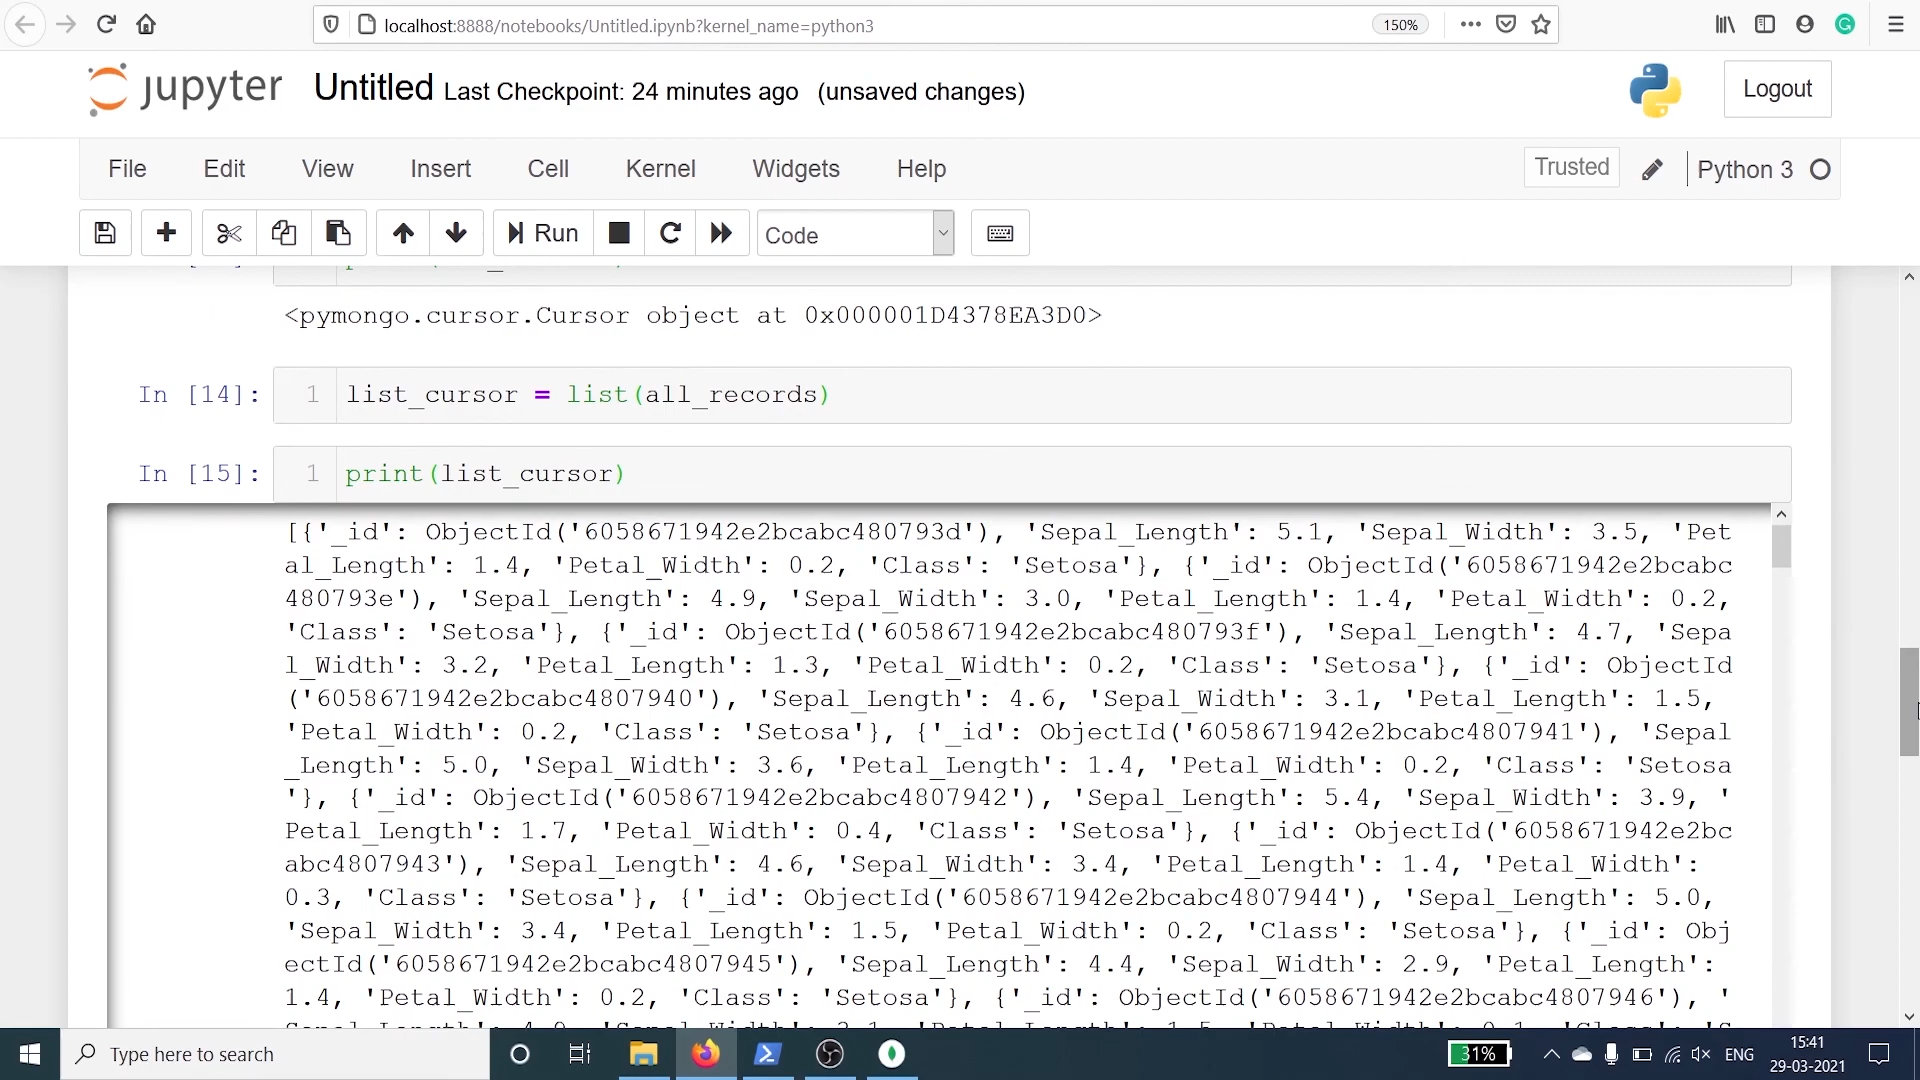 localhost:8888/notebooks/Untitled.ipynb?kernel_name=python3
150%
jupyter Untitled Last Checkpoint: 24 minutes ago (unsaved changes)
Logout
File Edit View Insert Cell Kernel Widgets Help
Trusted
Python 3
Run
Code
<pymongo.cursor.Cursor object at 0x000001D4378EA3D0>
In [14]: 1 list_cursor = list(all_records)
In [15]: 1 print(list_cursor)
[{'_id': ObjectId('6058671942e2bcabc480793d'), 'Sepal_Length': 5.1, 'Sepal_Width': 3.5, 'Pet
al_Length': 1.4, 'Petal_Width': 0.2, 'Class': 'Setosa'}, {'_id': ObjectId('6058671942e2bcabc
480793e'), 'Sepal_Length': 4.9, 'Sepal_Width': 3.0, 'Petal_Length': 1.4, 'Petal_Width': 0.2,
'Class': 'Setosa'}, {'_id': ObjectId('6058671942e2bcabc480793f'), 'Sepal_Length': 4.7, 'Sepa
l_Width': 3.2, 'Petal_Length': 1.3, 'Petal_Width': 0.2, 'Class': 'Setosa'}, {'_id': ObjectId
('6058671942e2bcabc4807940'), 'Sepal_Length': 4.6, 'Sepal_Width': 3.1, 'Petal_Length': 1.5,
'Petal_Width': 0.2, 'Class': 'Setosa'}, {'_id': ObjectId('6058671942e2bcabc4807941'), 'Sepal
_Length': 5.0, 'Sepal_Width': 3.6, 'Petal_Length': 1.4, 'Petal_Width': 0.2, 'Class': 'Setosa
'}, {'_id': ObjectId('6058671942e2bcabc4807942'), 'Sepal_Length': 5.4, 'Sepal_Width': 3.9, '
Petal_Length': 1.7, 'Petal_Width': 0.4, 'Class': 'Setosa'}, {'_id': ObjectId('6058671942e2bc
abc4807943'), 'Sepal_Length': 4.6, 'Sepal_Width': 3.4, 'Petal_Length': 1.4, 'Petal_Width':
0.3, 'Class': 'Setosa'}, {'_id': ObjectId('6058671942e2bcabc4807944'), 'Sepal_Length': 5.0,
'Sepal_Width': 3.4, 'Petal_Length': 1.5, 'Petal_Width': 0.2, 'Class': 'Setosa'}, {'_id': Obj
ectId('6058671942e2bcabc4807945'), 'Sepal_Length': 4.4, 'Sepal_Width': 2.9, 'Petal_Length':
1.4, 'Petal_Width': 0.2, 'Class': 'Setosa'}, {'_id': ObjectId('6058671942e2bcabc4807946'), '
Type here to search
31%
ENG
15:41
29-03-2021